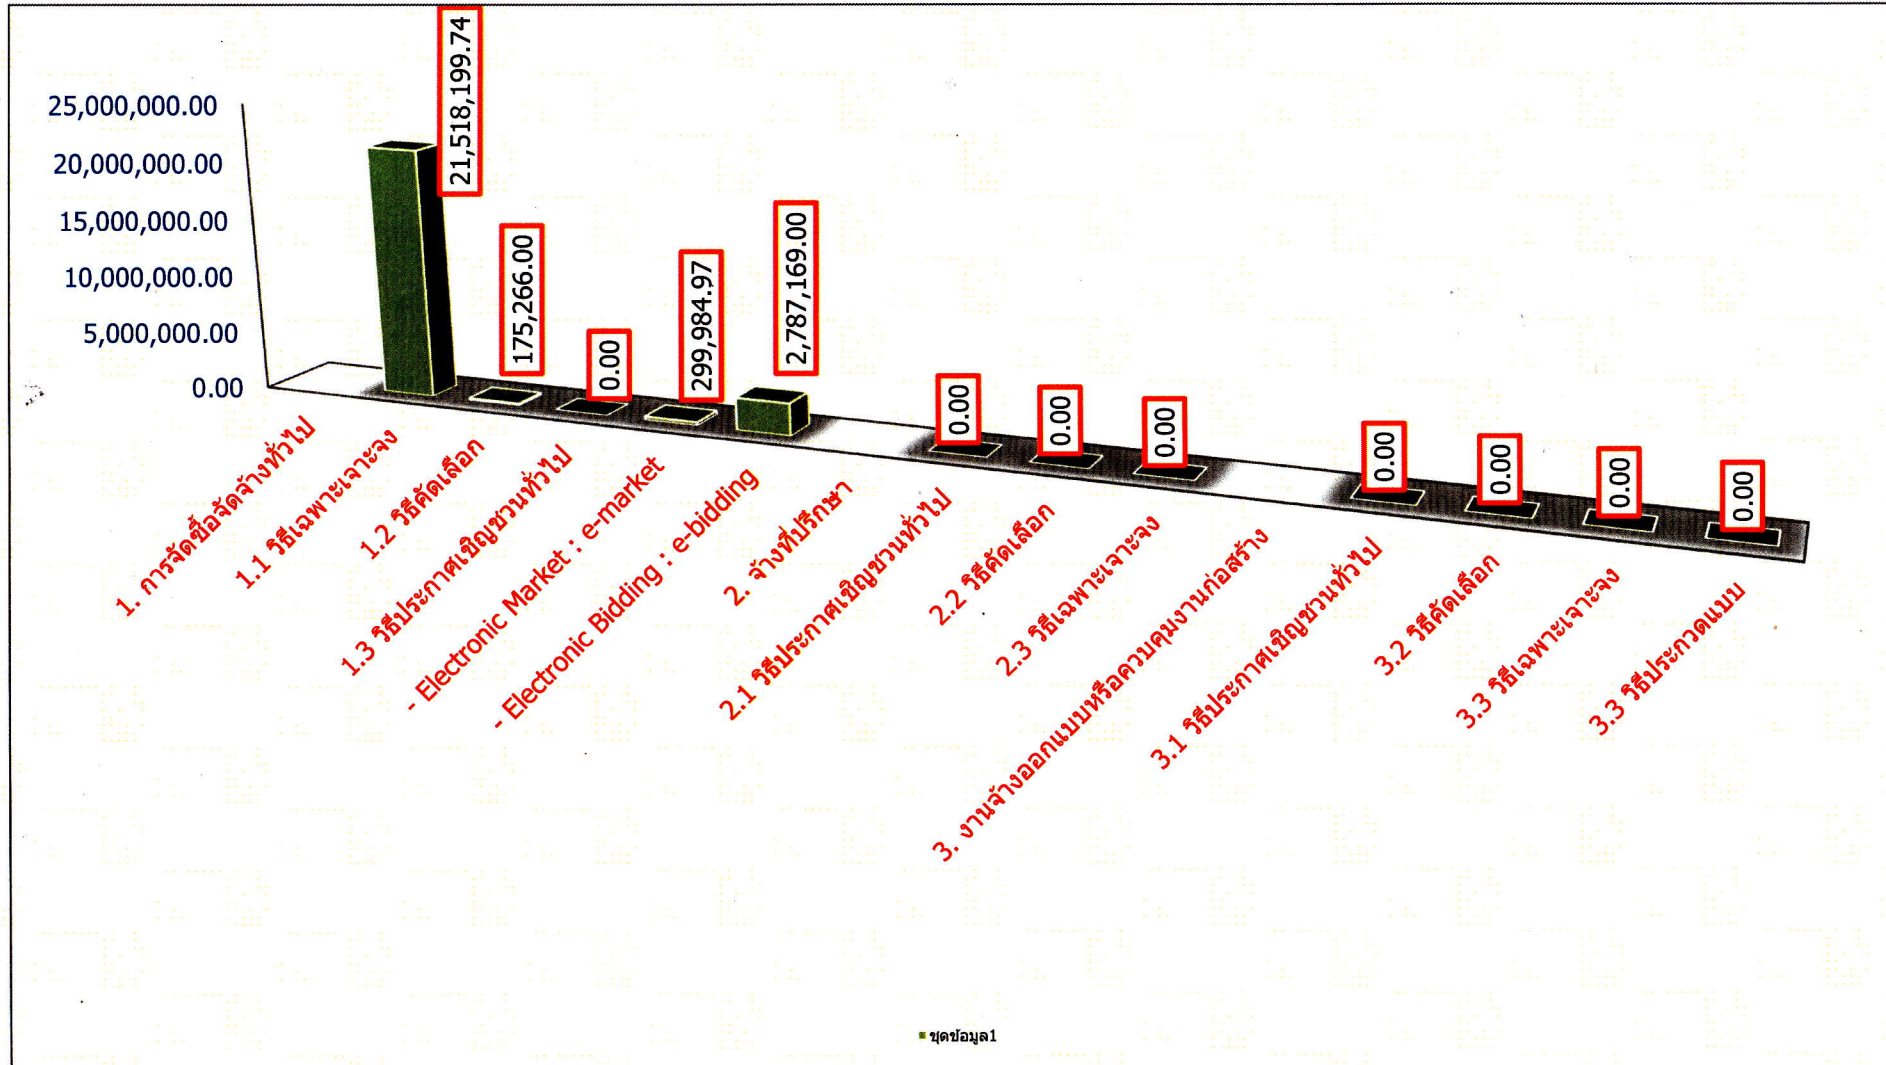 25,000,000.00
20,000,000.00
15,000,000.00
10,000,000.00
5,000,000.00
0.00
21,518,199.74
175,266.00
0.00
299,984.97
2,787,169.00
0.00
0.00
0.00
0.00
0.00
0.00
0.00
1. การจัดซื้อจัดจ้างทั่วไป
1.1 วิธีเฉพาะเจาะจง
1.2 วิธีคัดเลือก
1.3 วิธีประกาศเชิญชวนทั่วไป
- Electronic Market : e-market
- Electronic Bidding : e-bidding
2. จ้างที่ปรึกษา
2.1 วิธีประกาศเชิญชวนทั่วไป
2.2 วิธีคัดเลือก
2.3 วิธีเฉพาะเจาะจง
3. งานจ้างออกแบบหรือควบคุมงานก่อสร้าง
3.1 วิธีประกาศเชิญชวนทั่วไป
3.2 วิธีคัดเลือก
3.3 วิธีเฉพาะเจาะจง
3.3 วิธีประกวดแบบ
ชุดข้อมูล1